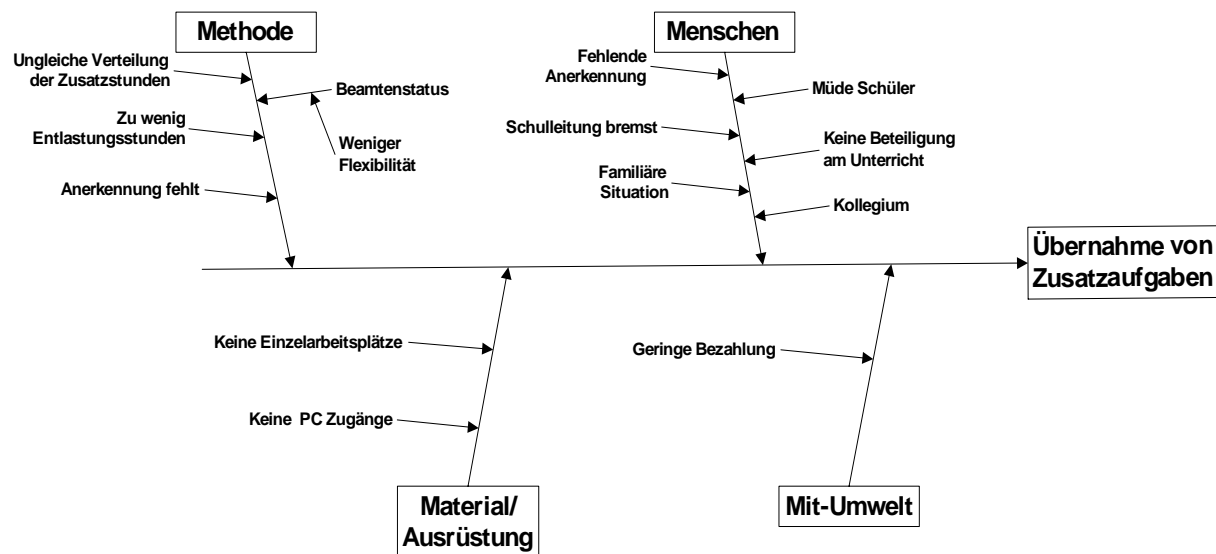 Methode
Menschen
Ungleiche Verteilung
der Zusatzstunden
Beamtenstatus
Zu wenig
Entlastungsstunden
Weniger
Flexibilität
Anerkennung fehlt
Fehlende
Anerkennung
Müde Schüler
Schulleitung bremst
Keine Beteiligung
am Unterricht
Familiäre
Situation
Kollegium
Übernahme von
Zusatzaufgaben
Keine Einzelarbeitsplätze
Keine PC Zugänge
Geringe Bezahlung
Material/
Ausrüstung
Mit-Umwelt